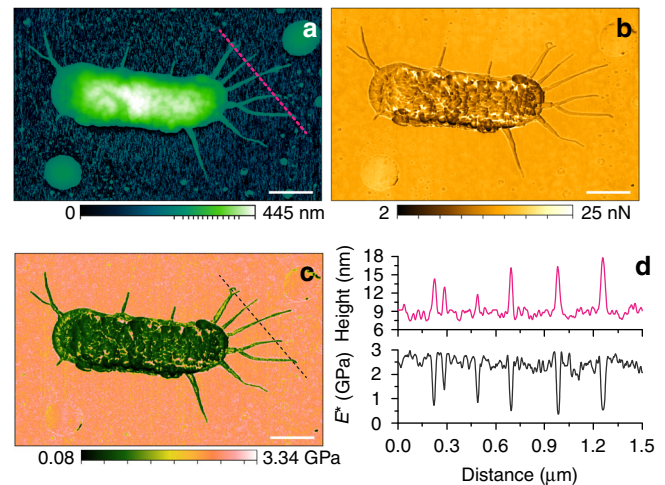 a
b
0 445 nm
2 25 nN
c
d
Height (nm)
18
15
12
9
6
E* (GPa)
3
2
1
0
0.0 0.3 0.6 0.9 1.2 1.5
Distance (μm)
0.08 3.34 GPa